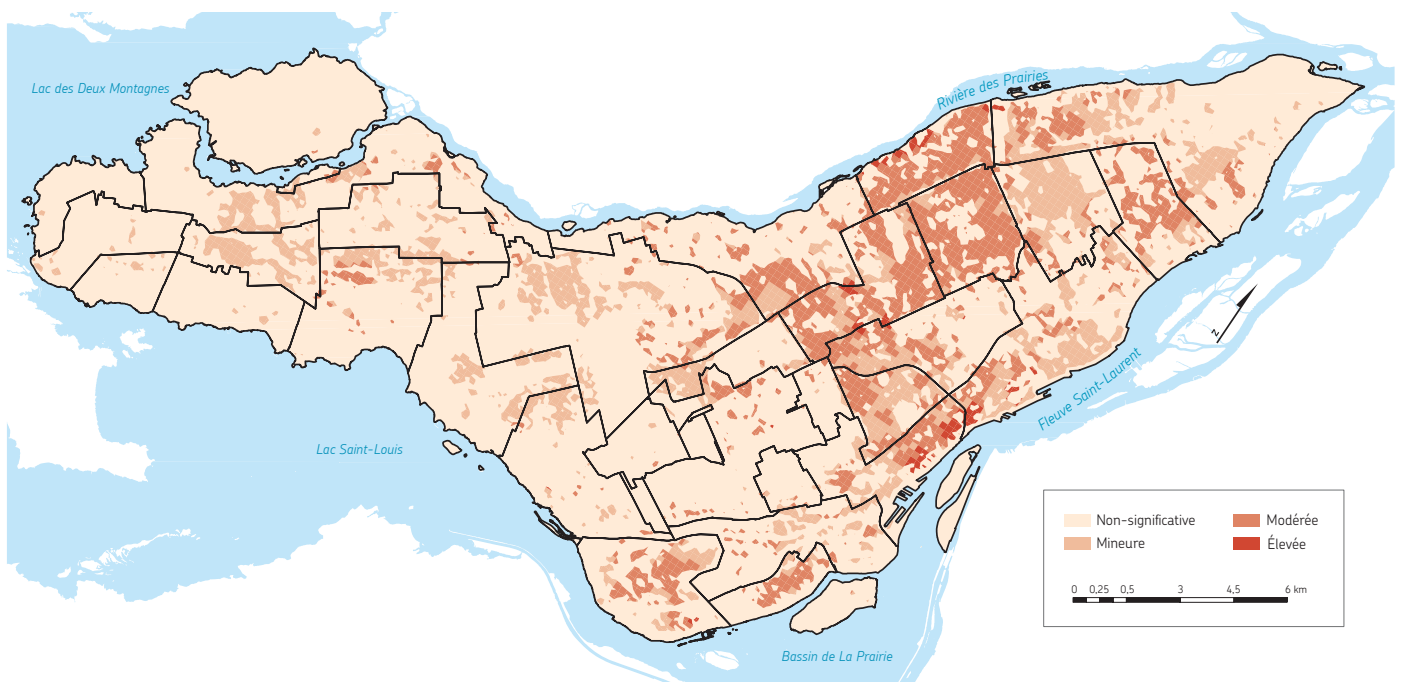 Lac des Deux Montagnes
Rivière des Prairies
N
Fleuve Saint-Laurent
Lac Saint-Louis
Bassin de La Prairie
Non-significative
Modérée
Mineure
Élevée
0 0,25 0,5 3 4,5 6 km